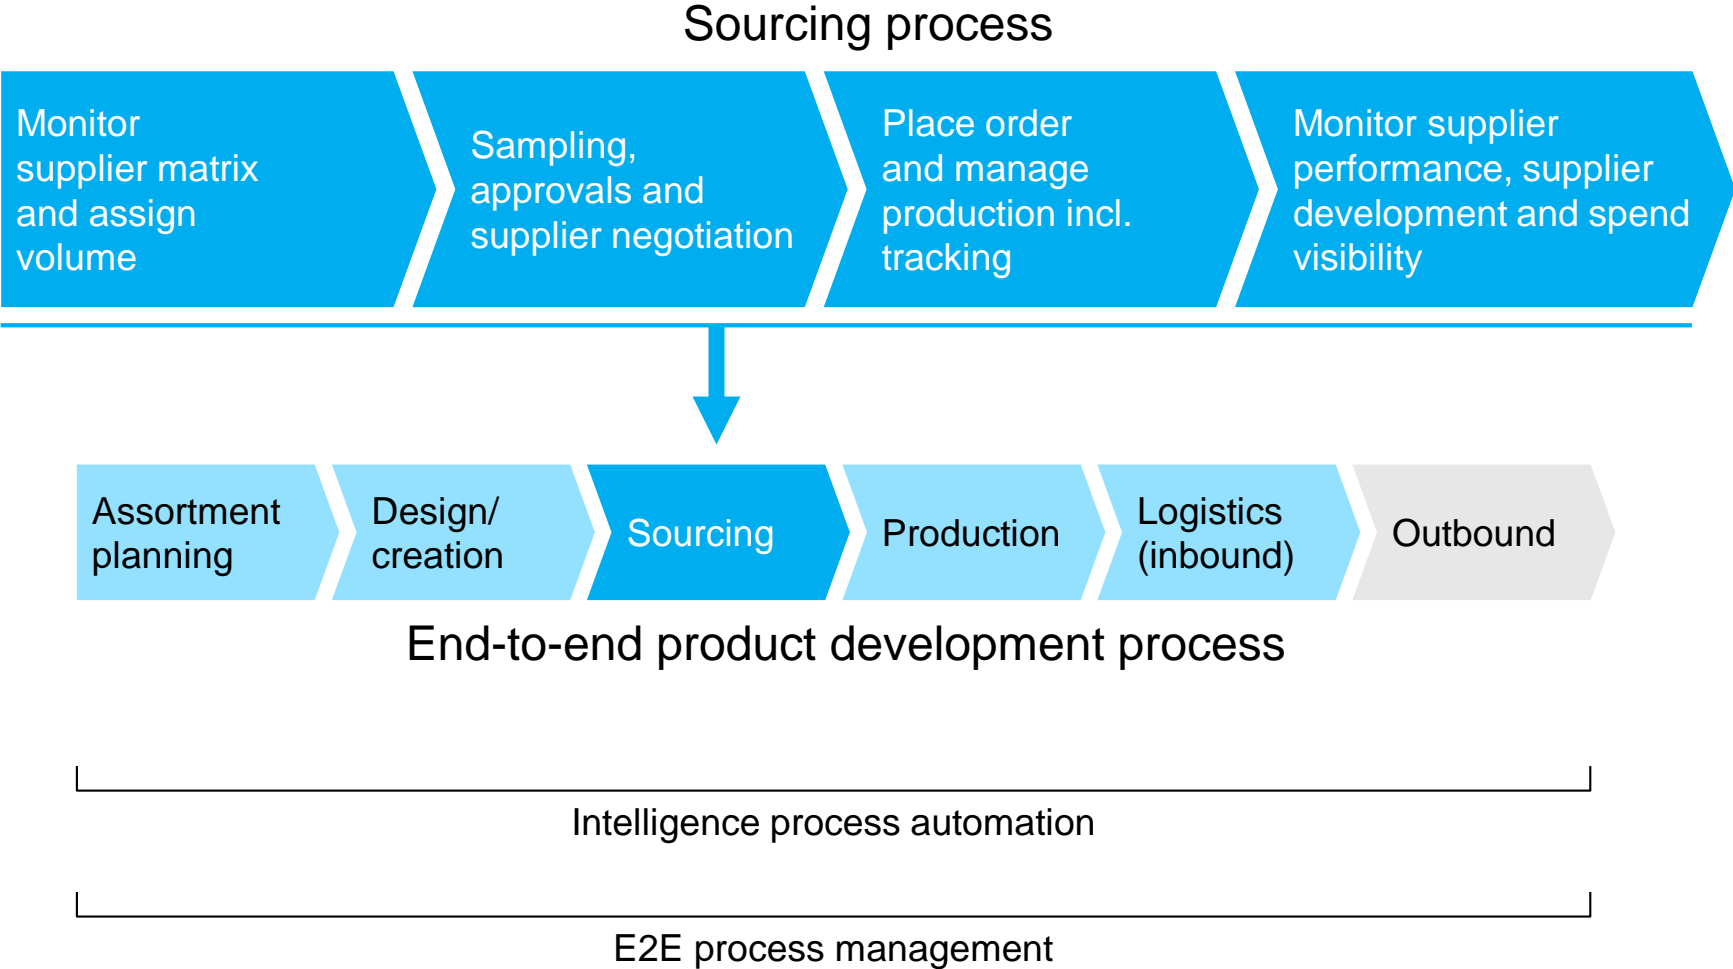 Sourcing process
Monitor
supplier matrix
and assign
volume
Sampling,
approvals and
supplier negotiation
Place order
and manage
production incl.
tracking
Monitor supplier
performance, supplier
development and spend
visibility
Assortment
planning
Design/
creation
Sourcing
Production
Logistics
(inbound)
Outbound
End-to-end product development process
Intelligence process automation
E2E process management